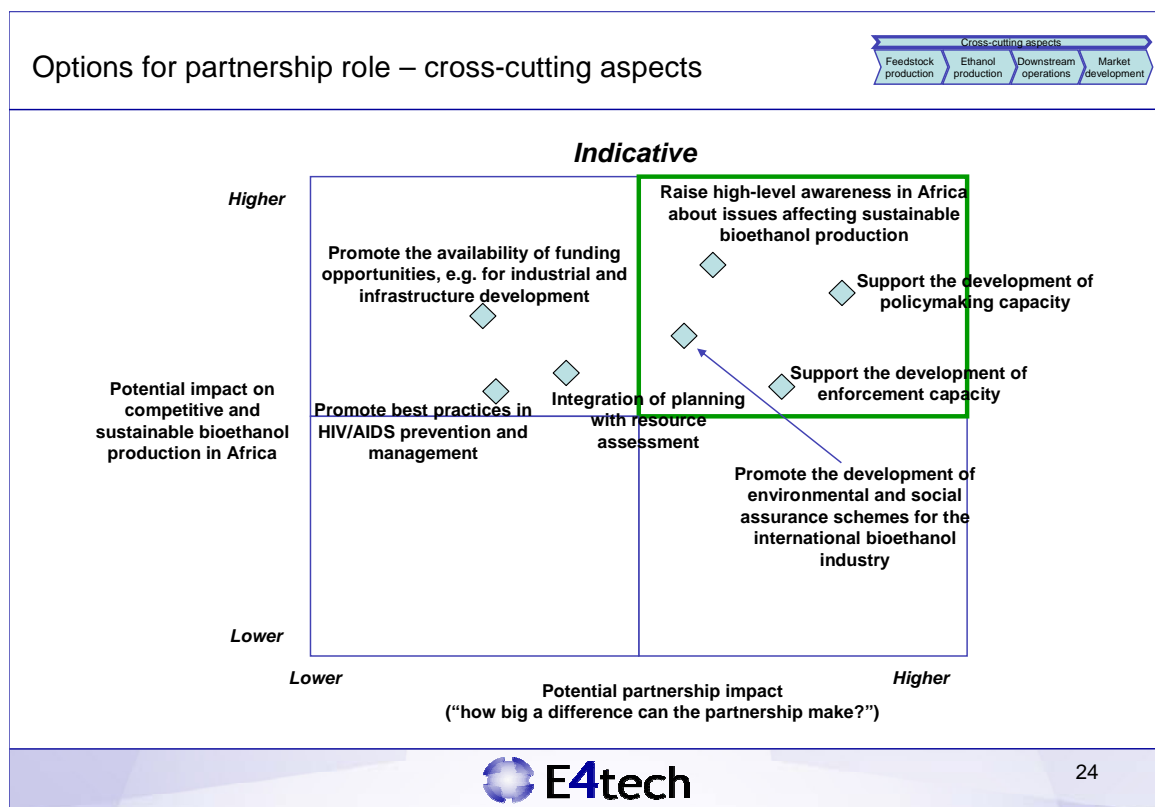 Options for partnership role – cross-cutting aspects
Cross-cutting aspects
Feedstock
production
Ethanol
production
Downstream
operations
Market
development
Indicative
Higher
Raise high-level awareness in Africa
about issues affecting sustainable
bioethanol production
Promote the availability of funding
opportunities, e.g. for industrial and
infrastructure development
Support the development of
policymaking capacity
Support the development of
enforcement capacity
Potential impact on
competitive and
sustainable bioethanol
production in Africa
Promote best practices in
HIV/AIDS prevention and
management
Integration of planning
with resource
assessment
Promote the development of
environmental and social
assurance schemes for the
international bioethanol
industry
Lower
Lower
Higher
Potential partnership impact
(“how big a difference can the partnership make?”)
E4tech
24